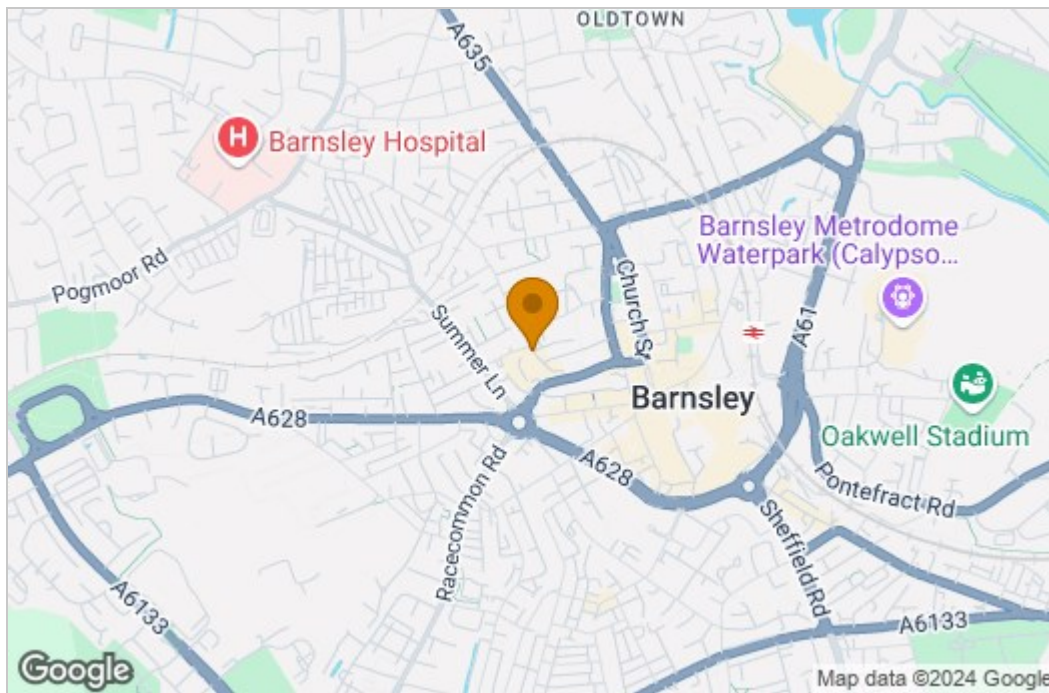 OLDTOWN
A635
Barnsley Hospital
Barnsley Metrodome
Waterpark (Calypso...
Pogmoor Rd
Church St
Summer Ln
A61
Barnsley
A628
Oakwell Stadium
A628
Racecommon Rd
Pontefract Rd
Sheffield Rd
A6133
A6133
Google
Map data ©2024 Google